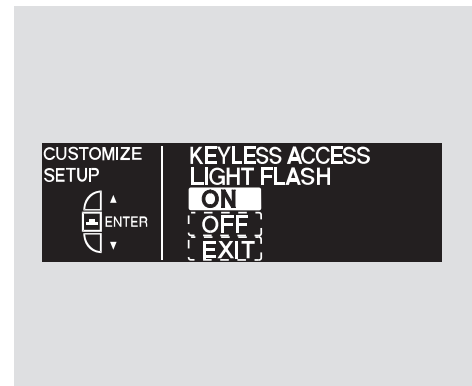 CUSTOMIZE
SETUP
ENTER
KEYLESS ACCESS
LIGHT FLASH
ON
OFF
EXIT